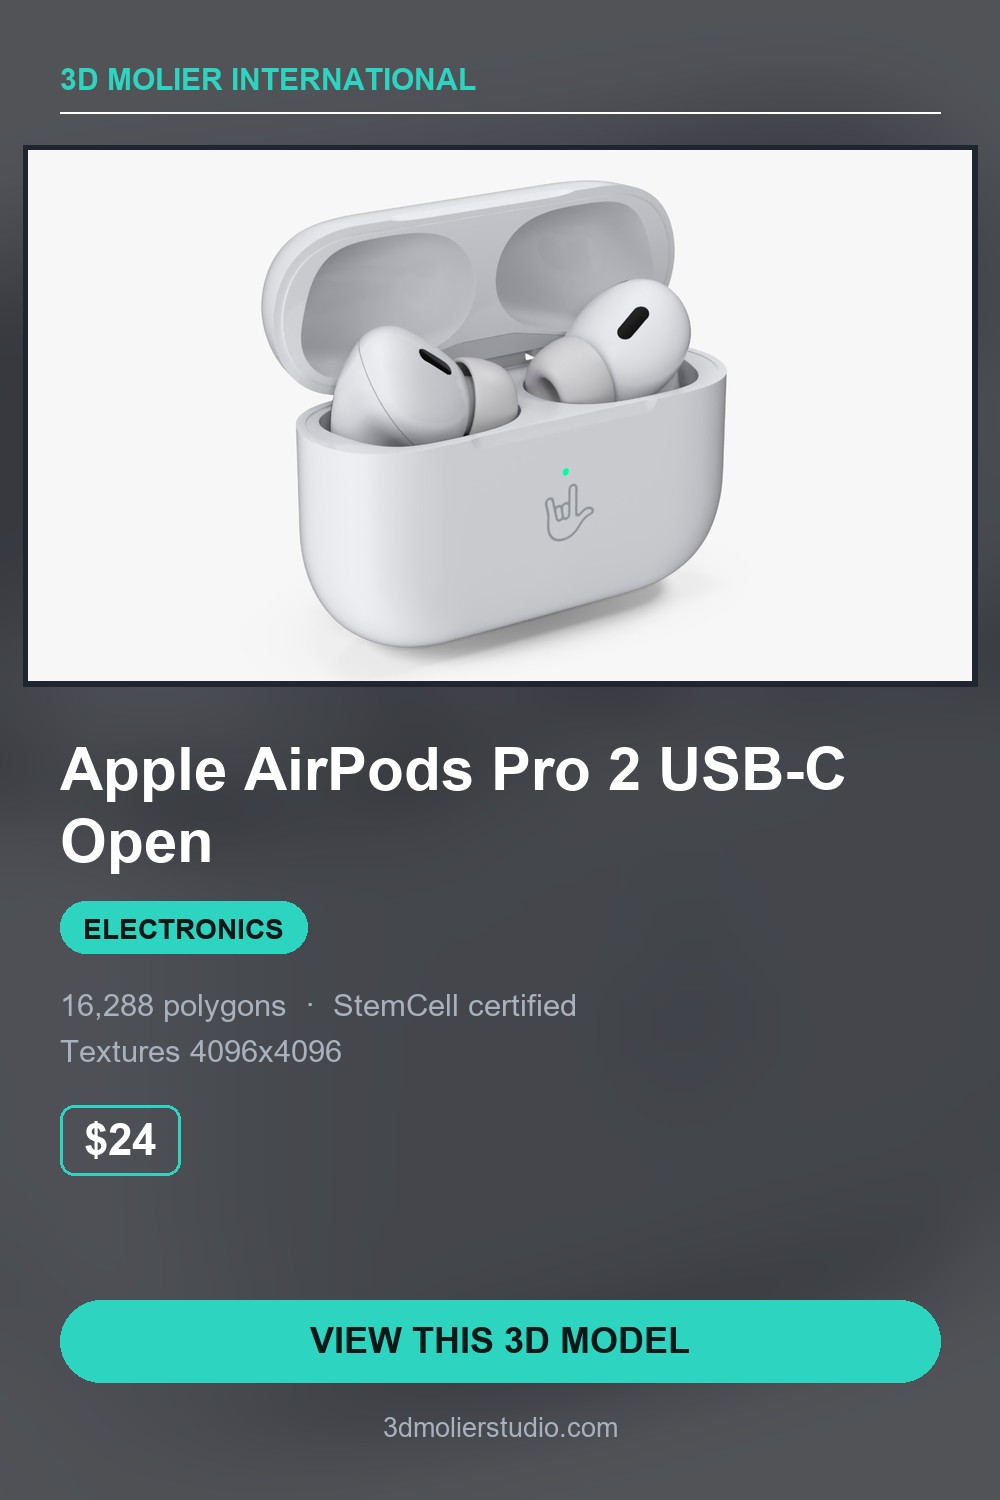 3D MOLIER INTERNATIONAL
Apple AirPods Pro 2 USB-C
Open
ELECTRONICS
16,288 polygons · StemCell certified
Textures 4096x4096
$24
VIEW THIS 3D MODEL
3dmolierstudio.com